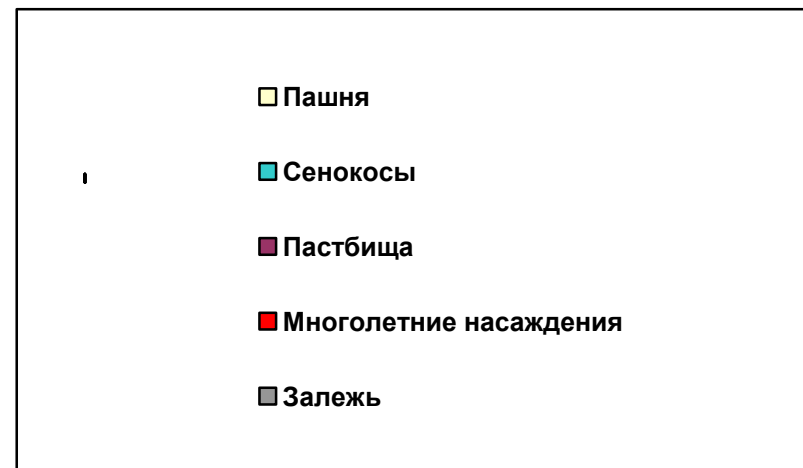 Пашня
Сенокосы
Пастбища
Многолетние насаждения
Залежь